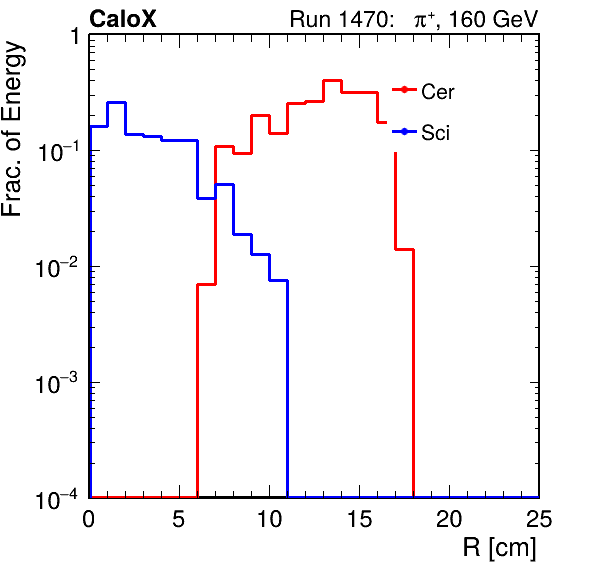 CaloX Run 1470: π⁺, 160 GeV
Frac. of Energy
1
10⁻¹
10⁻²
10⁻³
10⁻⁴
Cer
Sci
0 5 10 15 20 25
R [cm]